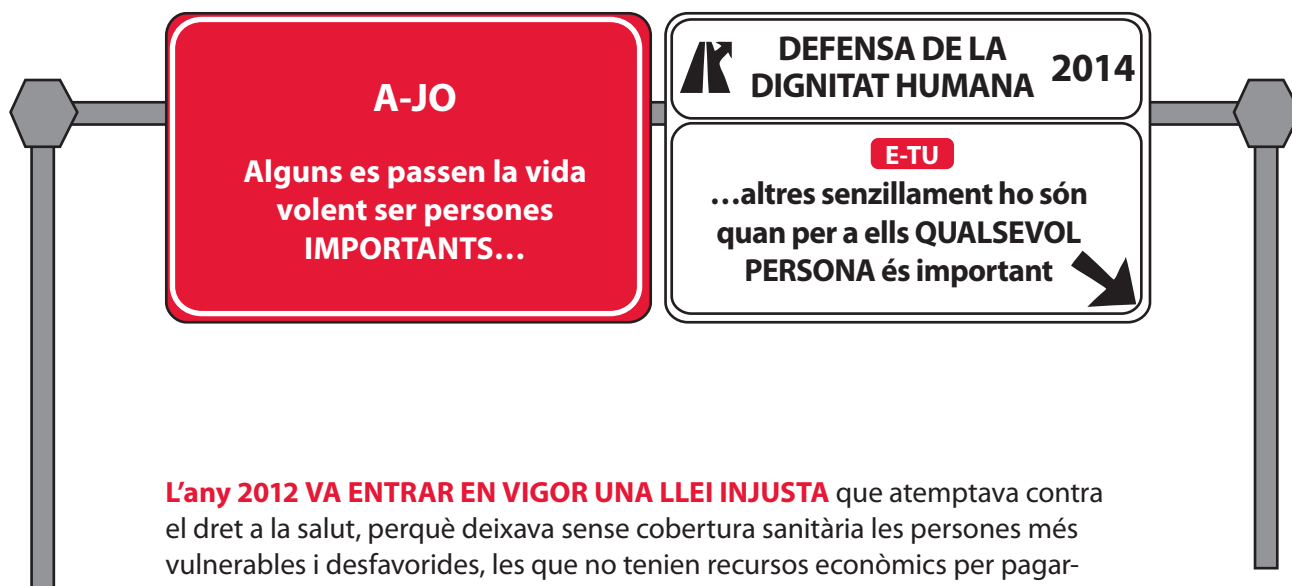 A-JO
Alguns es passen la vida
volent ser persones
IMPORTANTS…
DEFENSA DE LA
DIGNITAT HUMANA
2014
E-TU
…altres senzillament ho són
quan per a ells QUALSEVOL
PERSONA és important
L’any 2012 VA ENTRAR EN VIGOR UNA LLEI INJUSTA que atemptava contra
el dret a la salut, perquè deixava sense cobertura sanitària les persones més
vulnerables i desfavorides, les que no tenien recursos econòmics per pagar-